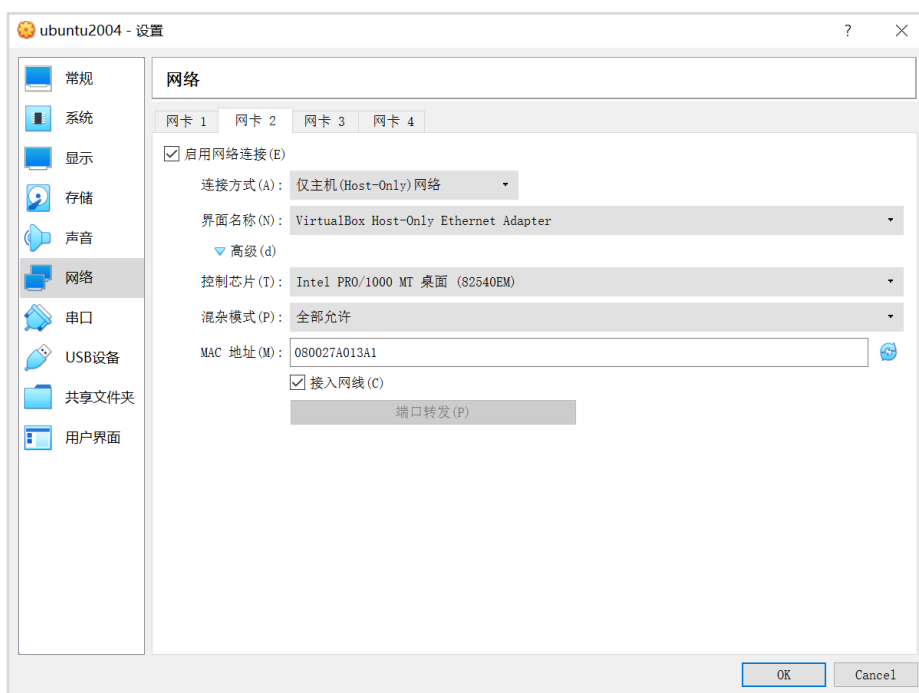 ubuntu2004 - 设置
?
常规
系统
显示
存储
声音
网络
串口
USB设备
共享文件夹
用户界面
网络
网卡 1 网卡 2 网卡 3 网卡 4
启用网络连接(E)
连接方式(A): 仅主机(Host-Only)网络
界面名称(N): VirtualBox Host-Only Ethernet Adapter
高级(d)
控制芯片(T): Intel PRO/1000 MT 桌面 (82540EM)
混杂模式(P): 全部允许
MAC 地址(M): 080027A013A1
接入网线(C)
端口转发(P)
OK Cancel